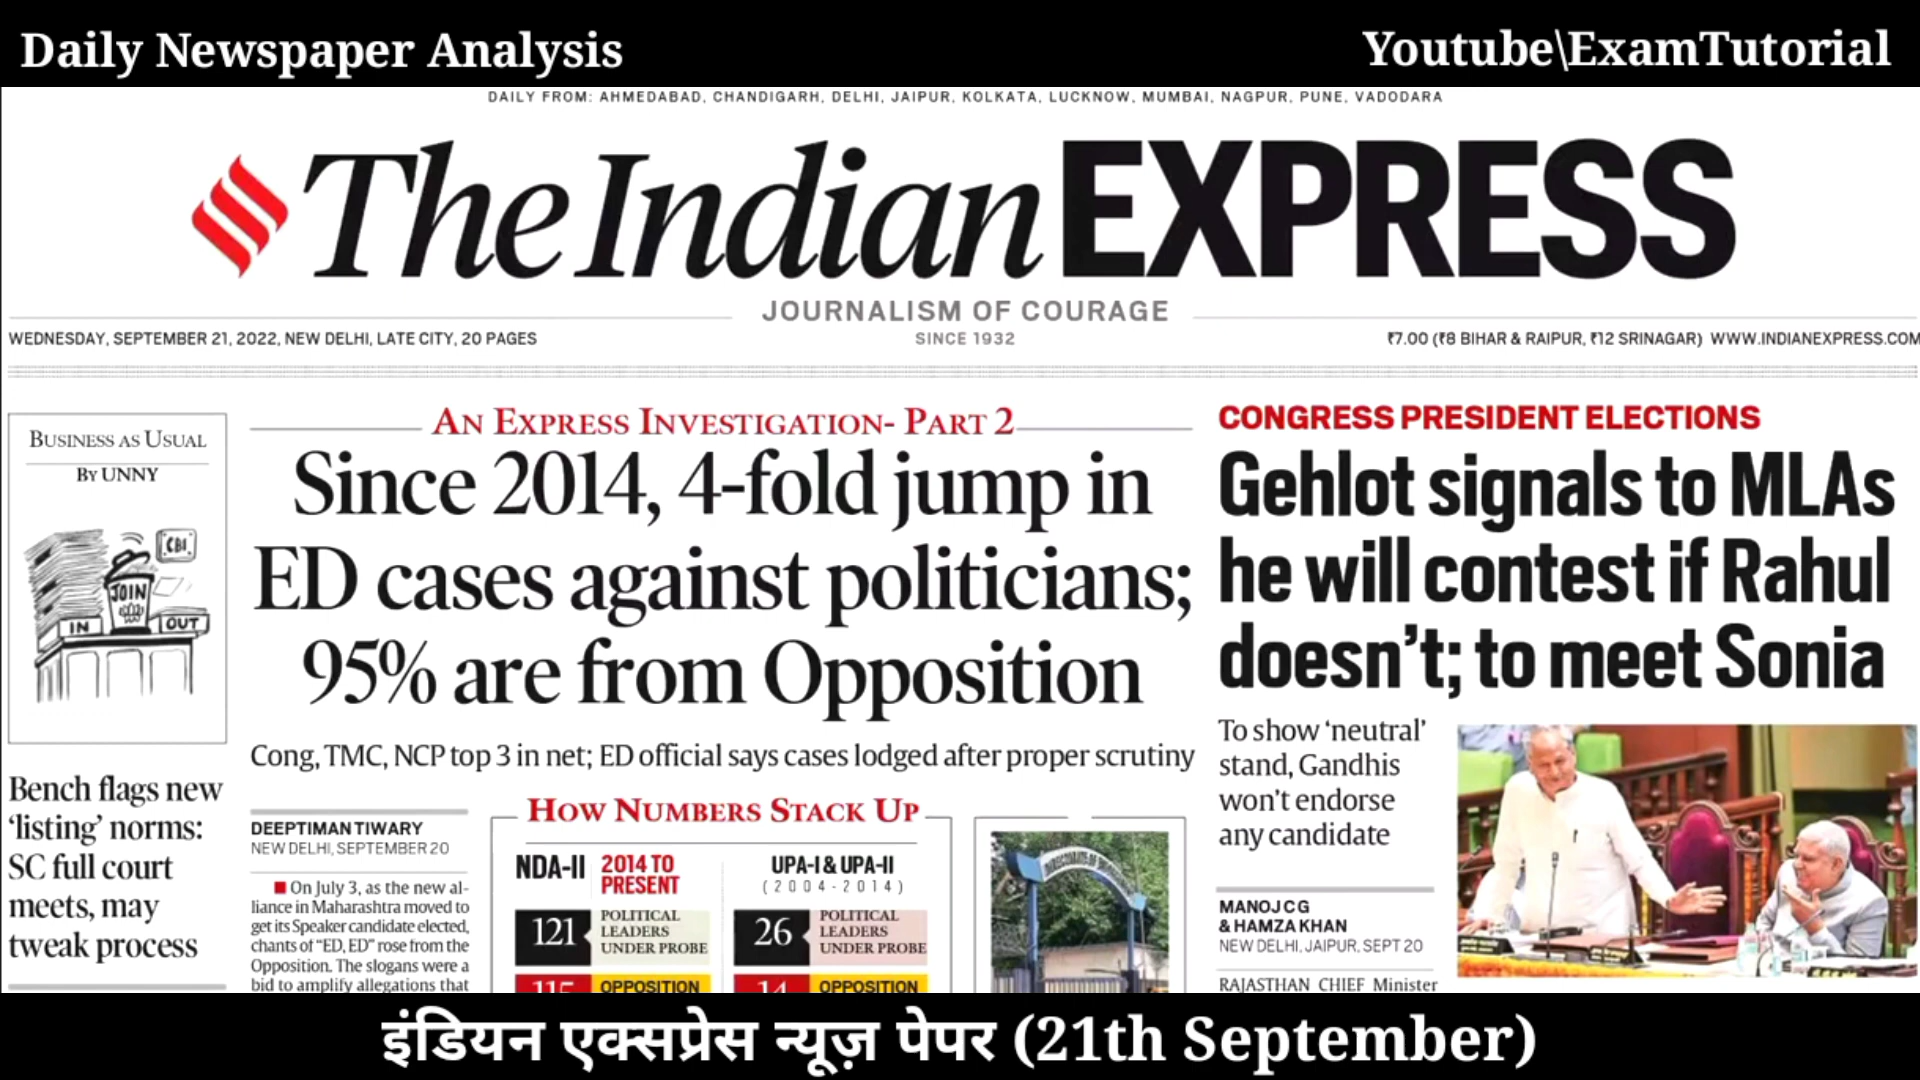 Daily Newspaper Analysis
Youtube\ExamTutorial
DAILY FROM: AHMEDABAD, CHANDIGARH, DELHI, JAIPUR, KOLKATA, LUCKNOW, MUMBAI, NAGPUR, PUNE, VADODARA
The Indian EXPRESS
JOURNALISM OF COURAGE
SINCE 1932
WEDNESDAY, SEPTEMBER 21, 2022, NEW DELHI, LATE CITY, 20 PAGES
₹7.00 (₹8 BIHAR & RAIPUR, ₹12 SRINAGAR) WWW.INDIANEXPRESS.COM
BUSINESS AS USUAL
BY UNNY
CBI
JOIN
IN
OUT
Bench flags new
‘listing’ norms:
SC full court
meets, may
tweak process
AN EXPRESS INVESTIGATION- PART 2
Since 2014, 4-fold jump in
ED cases against politicians;
95% are from Opposition
Cong, TMC, NCP top 3 in net; ED official says cases lodged after proper scrutiny
DEEPTIMAN TIWARY
NEW DELHI, SEPTEMBER 20
On July 3, as the new al-
liance in Maharashtra moved to
get its Speaker candidate elected,
chants of “ED, ED” rose from the
Opposition. The slogans were a
bid to amplify allegations that
HOW NUMBERS STACK UP
NDA-II
2014 TO
PRESENT
121
POLITICAL
LEADERS
UNDER PROBE
115
OPPOSITION
UPA-I & UPA-II
(2004-2014)
26
POLITICAL
LEADERS
UNDER PROBE
14
OPPOSITION
CONGRESS PRESIDENT ELECTIONS
Gehlot signals to MLAs
he will contest if Rahul
doesn’t; to meet Sonia
To show ‘neutral’
stand, Gandhis
won’t endorse
any candidate
MANOJ C G
& HAMZA KHAN
NEW DELHI, JAIPUR, SEPT 20
RAJASTHAN CHIEF Minister
इंडियन एक्सप्रेस न्यूज़ पेपर (21th September)